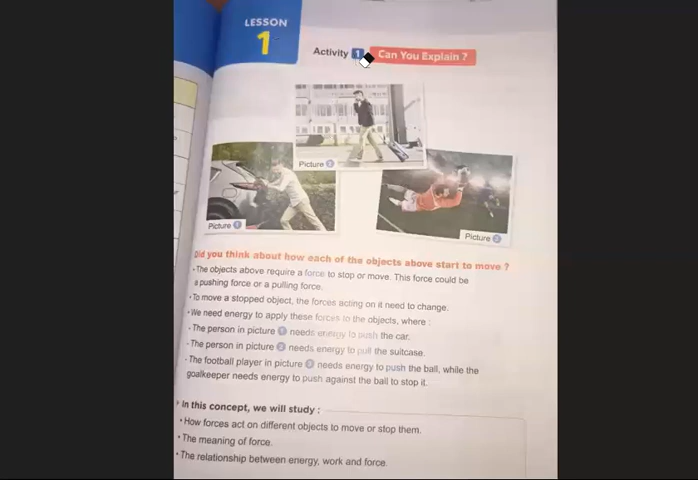 LESSON
1
Activity 1 Can You Explain ?
Picture 2
Picture 1
Picture 3
Did you think about how each of the objects above start to move ?
• The objects above require a force to stop or move. This force could be
a pushing force or a pulling force.
• To move a stopped object, the forces acting on it need to change.
• We need energy to apply these forces to the objects, where :
- The person in picture 1 needs energy to push the car.
- The person in picture 2 needs energy to pull the suitcase.
- The football player in picture 3 needs energy to push the ball, while the
goalkeeper needs energy to push against the ball to stop it.
In this concept, we will study :
• How forces act on different objects to move or stop them.
• The meaning of force.
• The relationship between energy, work and force.